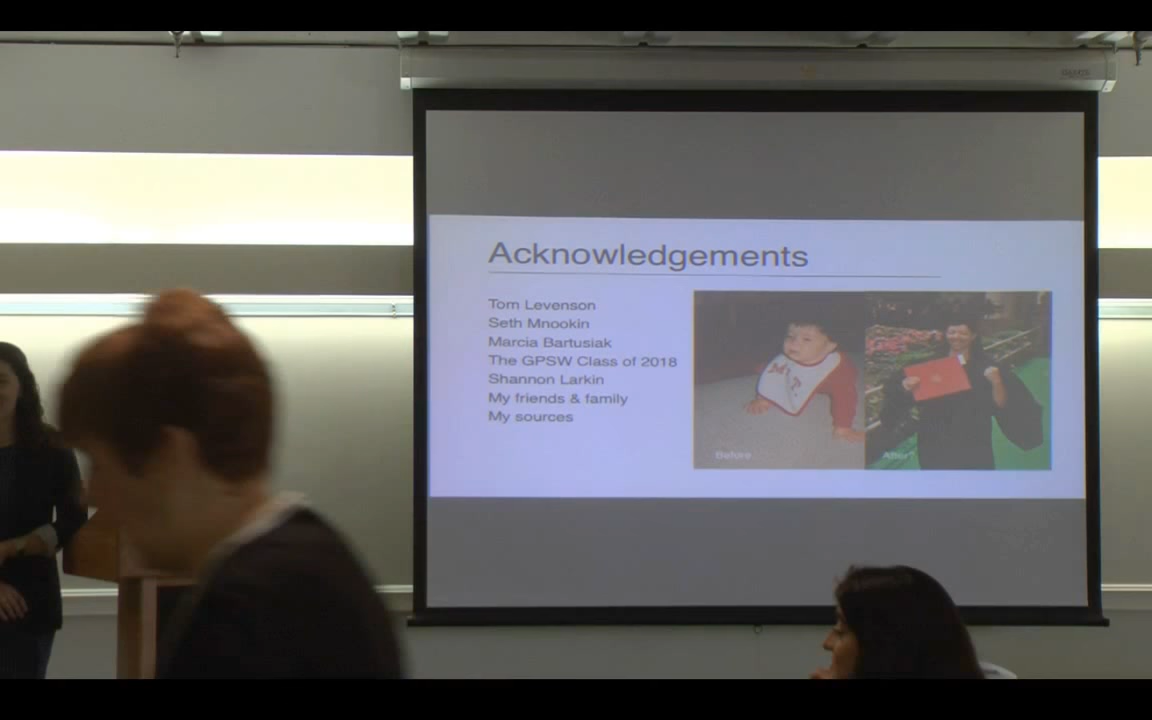 Acknowledgements
Tom Levenson
Seth Mnookin
Marcia Bartusiak
The GPSW Class of 2018
Shannon Larkin
My friends & family
My sources
M.I.T.
Before
After?